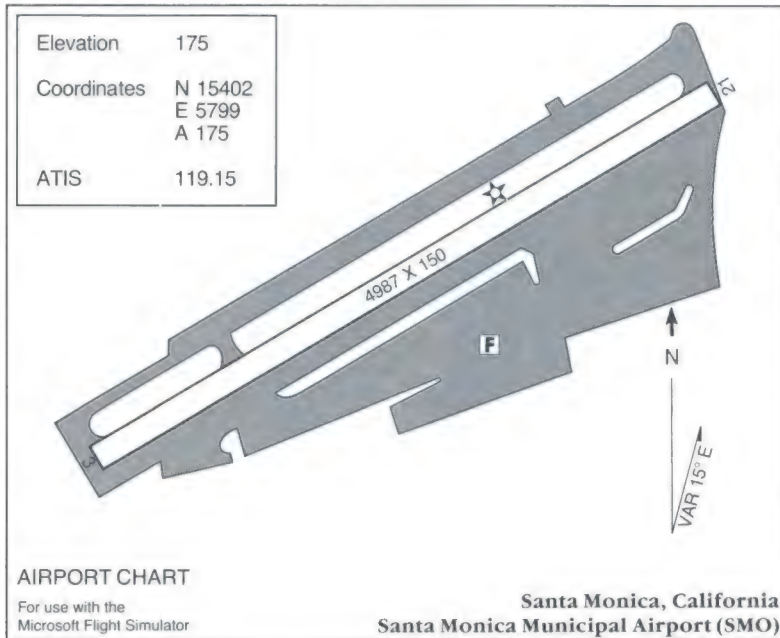 Elevation 175
Coordinates N 15402
E 5799
A 175
ATIS 119.15
21
4987 X 150
F
N
3
VAR 15° E
AIRPORT CHART
For use with the
Microsoft Flight Simulator
Santa Monica, California
Santa Monica Municipal Airport (SMO)